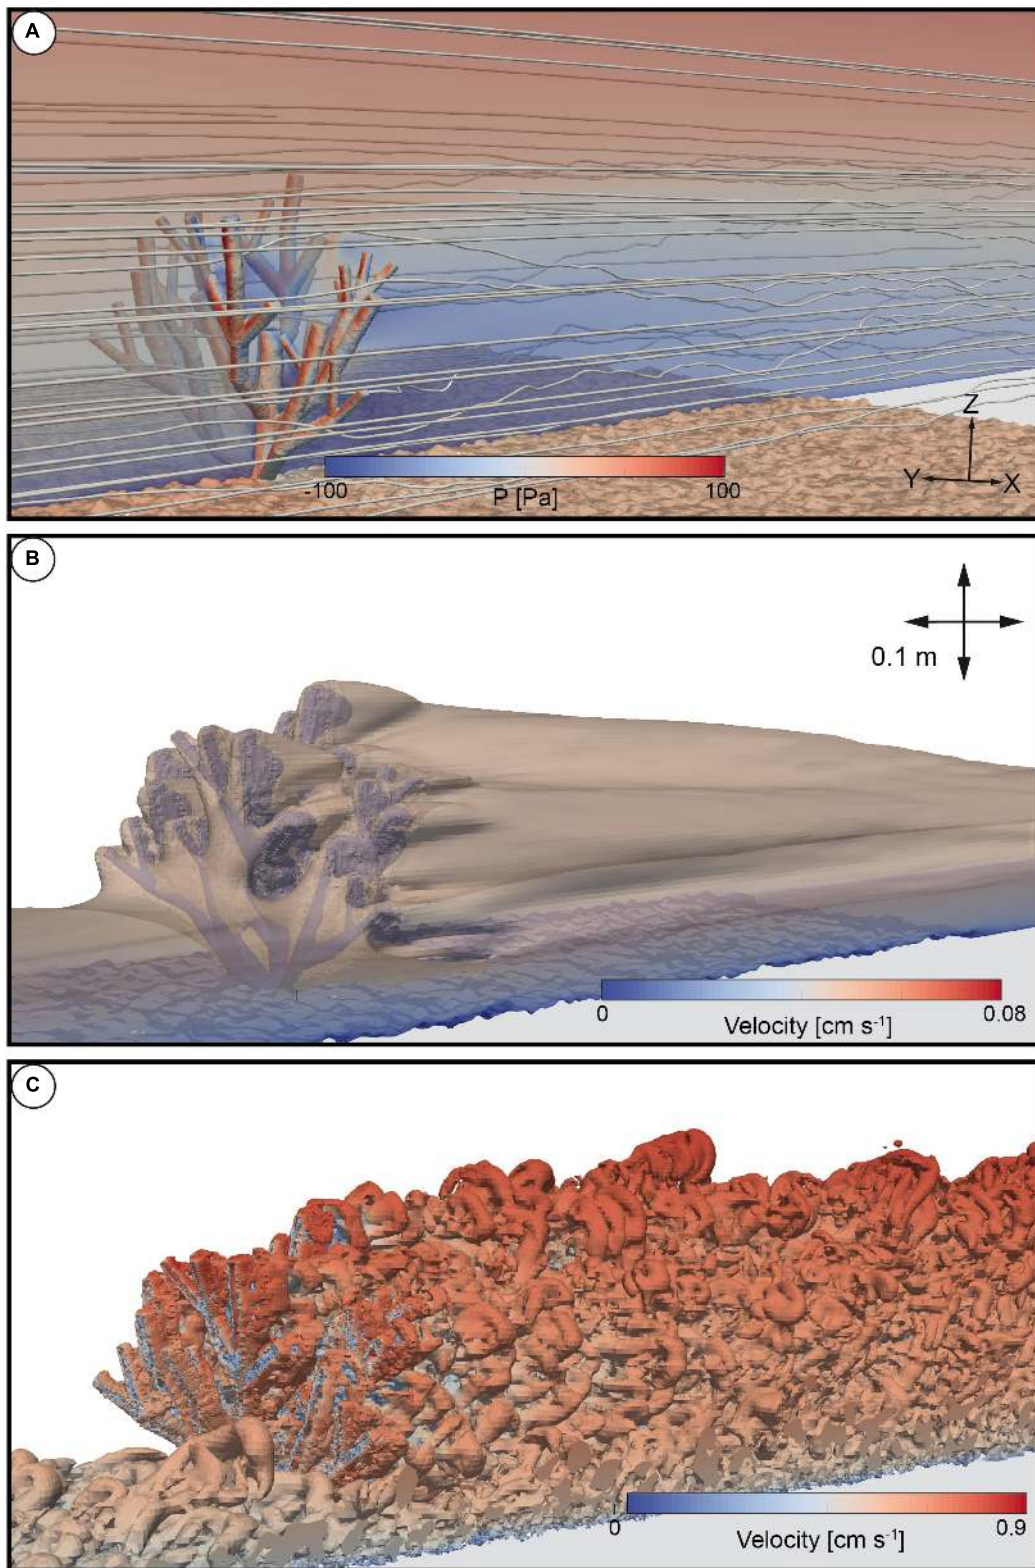 A
Z
Y X
-100 100
P [Pa]
B
0.1 m
0 0.08
Velocity [cm s⁻¹]
C
0 0.9
Velocity [cm s⁻¹]